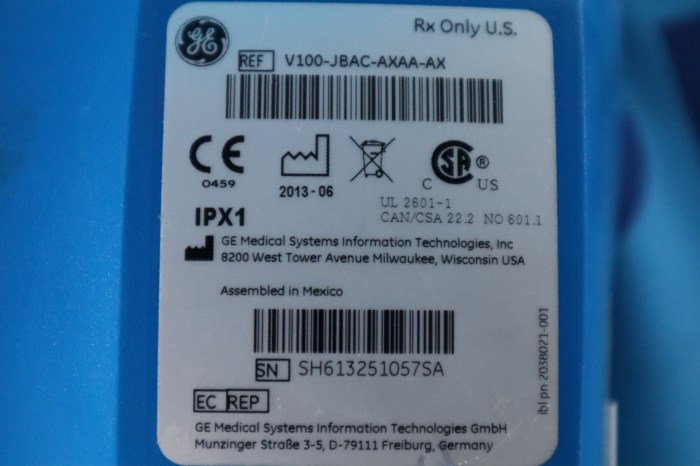 GE
Rx Only U.S.
REF V100-JBAC-AXAA-AX
CE
0459
2013-06
C SA ® US
UL 2601-1
CAN/CSA 22.2 NO 601.1
IPX1
GE Medical Systems Information Technologies, Inc
8200 West Tower Avenue Milwaukee, Wisconsin USA
Assembled in Mexico
SN SH613251057SA
lbl pn 2038021-001
EC REP
GE Medical Systems Information Technologies GmbH
Munzinger Straße 3-5, D-79111 Freiburg, Germany